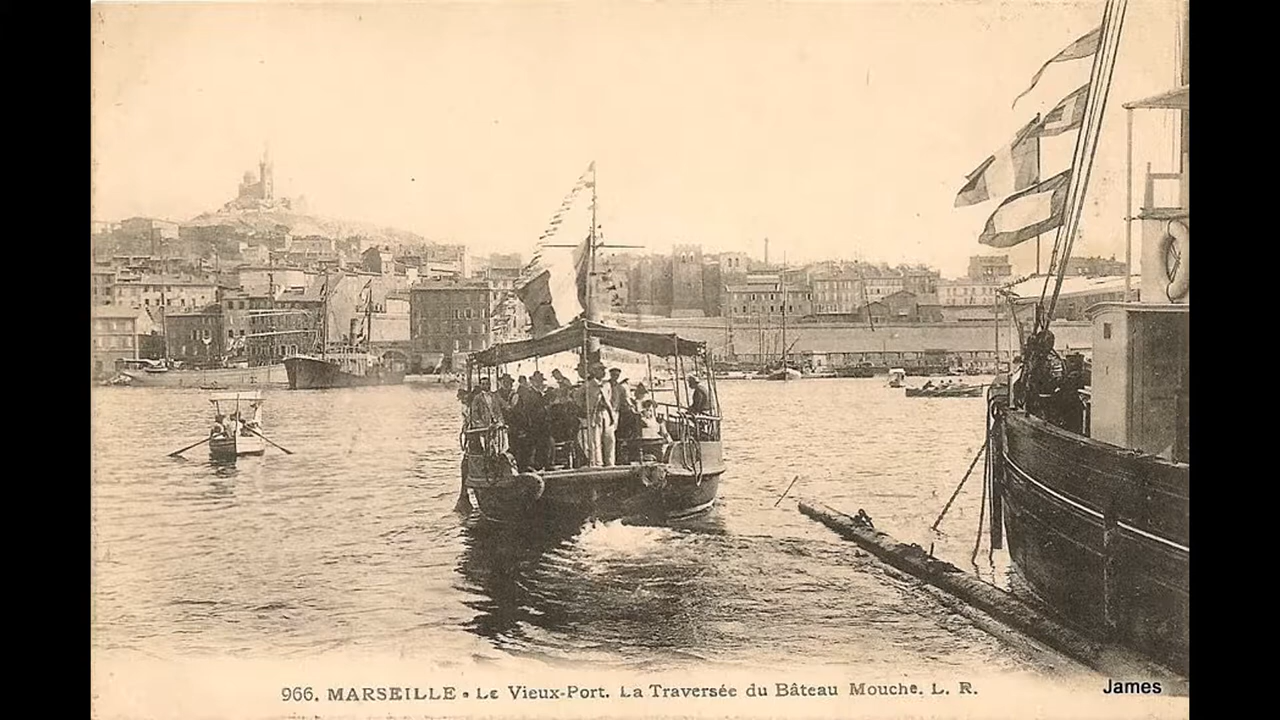 966. MARSEILLE • Le Vieux-Port. La Traversée du Bâteau Mouche. L. R.
James